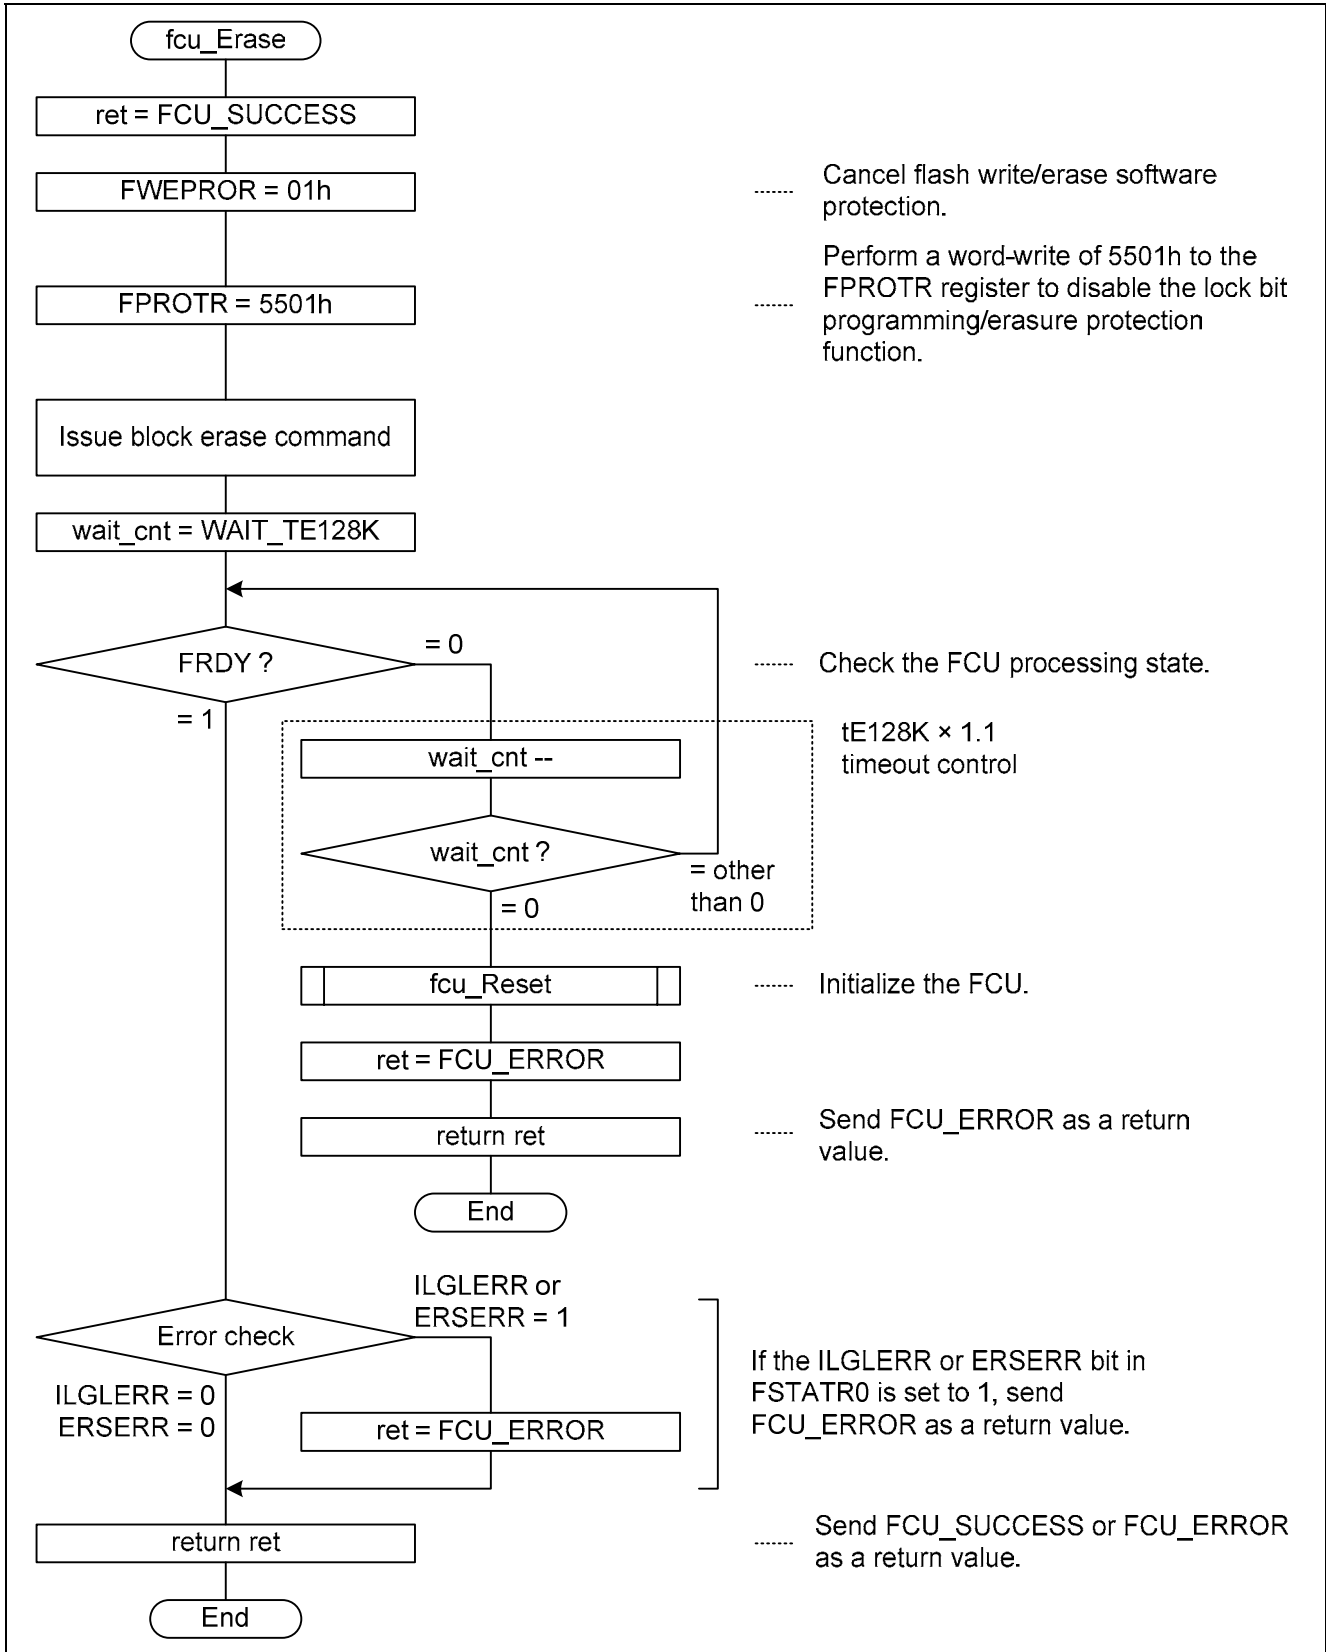 fcu_Erase
ret = FCU_SUCCESS
FWEPROR = 01h
Cancel flash write/erase software
protection.
FPROTR = 5501h
Perform a word-write of 5501h to the
FPROTR register to disable the lock bit
programming/erasure protection
function.
Issue block erase command
wait_cnt = WAIT_TE128K
FRDY ?
= 0
= 1
Check the FCU processing state.
wait_cnt --
tE128K × 1.1
timeout control
wait_cnt ?
= other
than 0
= 0
fcu_Reset
Initialize the FCU.
ret = FCU_ERROR
return ret
Send FCU_ERROR as a return
value.
End
Error check
ILGLERR or
ERSERR = 1
ILGLERR = 0
ERSERR = 0
ret = FCU_ERROR
If the ILGLERR or ERSERR bit in
FSTATR0 is set to 1, send
FCU_ERROR as a return value.
return ret
Send FCU_SUCCESS or FCU_ERROR
as a return value.
End